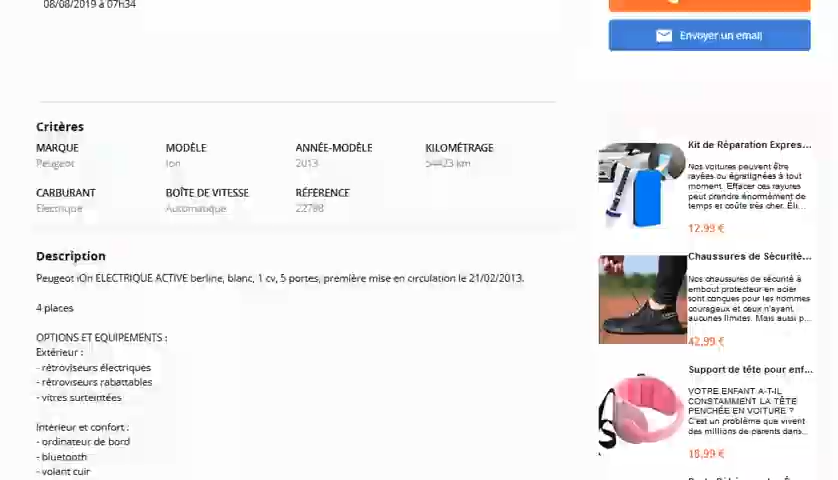 08/08/2019 à 07h34
Envoyer un email
Critères
MARQUE
Peugeot
MODÈLE
Ion
ANNÉE-MODÈLE
2013
KILOMÉTRAGE
54423 km
CARBURANT
Electrique
BOÎTE DE VITESSE
Automatique
RÉFÉRENCE
22798
Description
Peugeot iOn ELECTRIQUE ACTIVE berline, blanc, 1 cv, 5 portes, première mise en circulation le 21/02/2013.
4 places
OPTIONS ET EQUIPEMENTS :
Extérieur :
- rétroviseurs électriques
- rétroviseurs rabattables
- vitres surteintées
Intérieur et confort :
- ordinateur de bord
- bluetooth
- volant cuir
Kit de Réparation Expres...
Nos voitures peuvent être
rayées ou égratignées à tout
moment. Effacer ces rayures
peut prendre énormément de
temps et coûte très cher. Éli...
12.99 €
Chaussures de Sécurité...
Nos chaussures de sécurité à
embout protecteur en acier
sont conçues pour les hommes
courageux et ceux n'ayant
aucunes limites. Mais aussi p...
42.99 €
Support de tête pour enf...
VOTRE ENFANT A-T-IL
CONSTAMMENT LA TÊTE
PENCHÉE EN VOITURE ?
C'est un problème que vivent
des millions de parents dans...
18.99 €